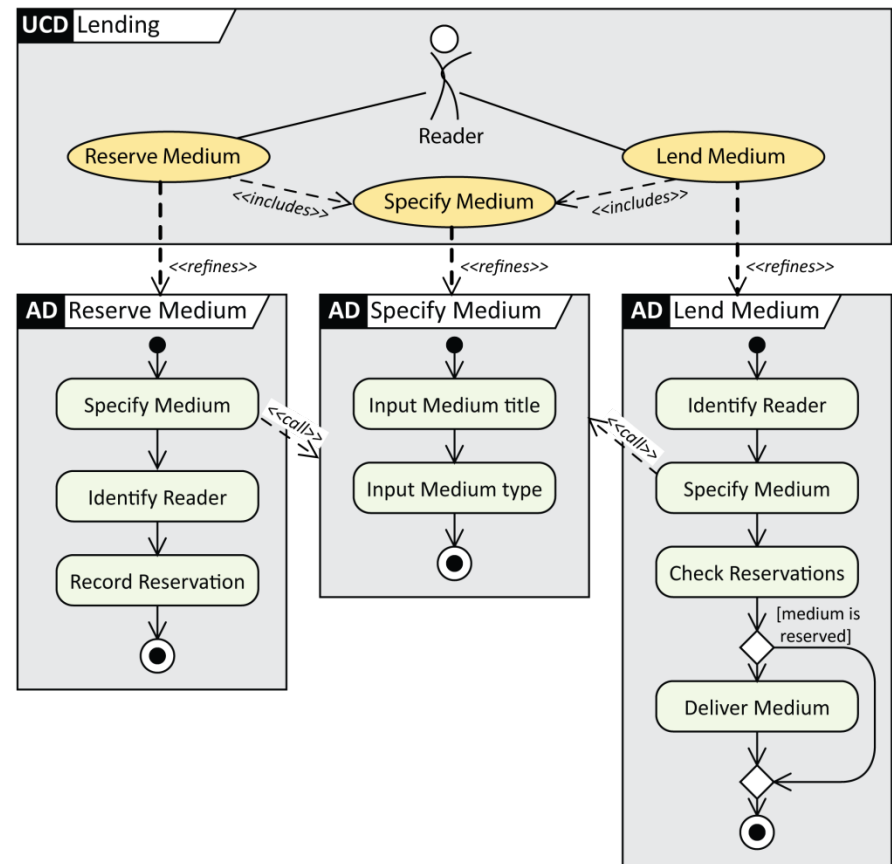 UCD Lending
Reader
Reserve Medium
Lend Medium
Specify Medium
<<includes>>
<<includes>>
<<refines>>
<<refines>>
<<refines>>
AD Reserve Medium
Specify Medium
Identify Reader
Record Reservation
<<call>>
AD Specify Medium
Input Medium title
Input Medium type
<<call>>
AD Lend Medium
Identify Reader
Specify Medium
Check Reservations
[medium is
reserved]
Deliver Medium